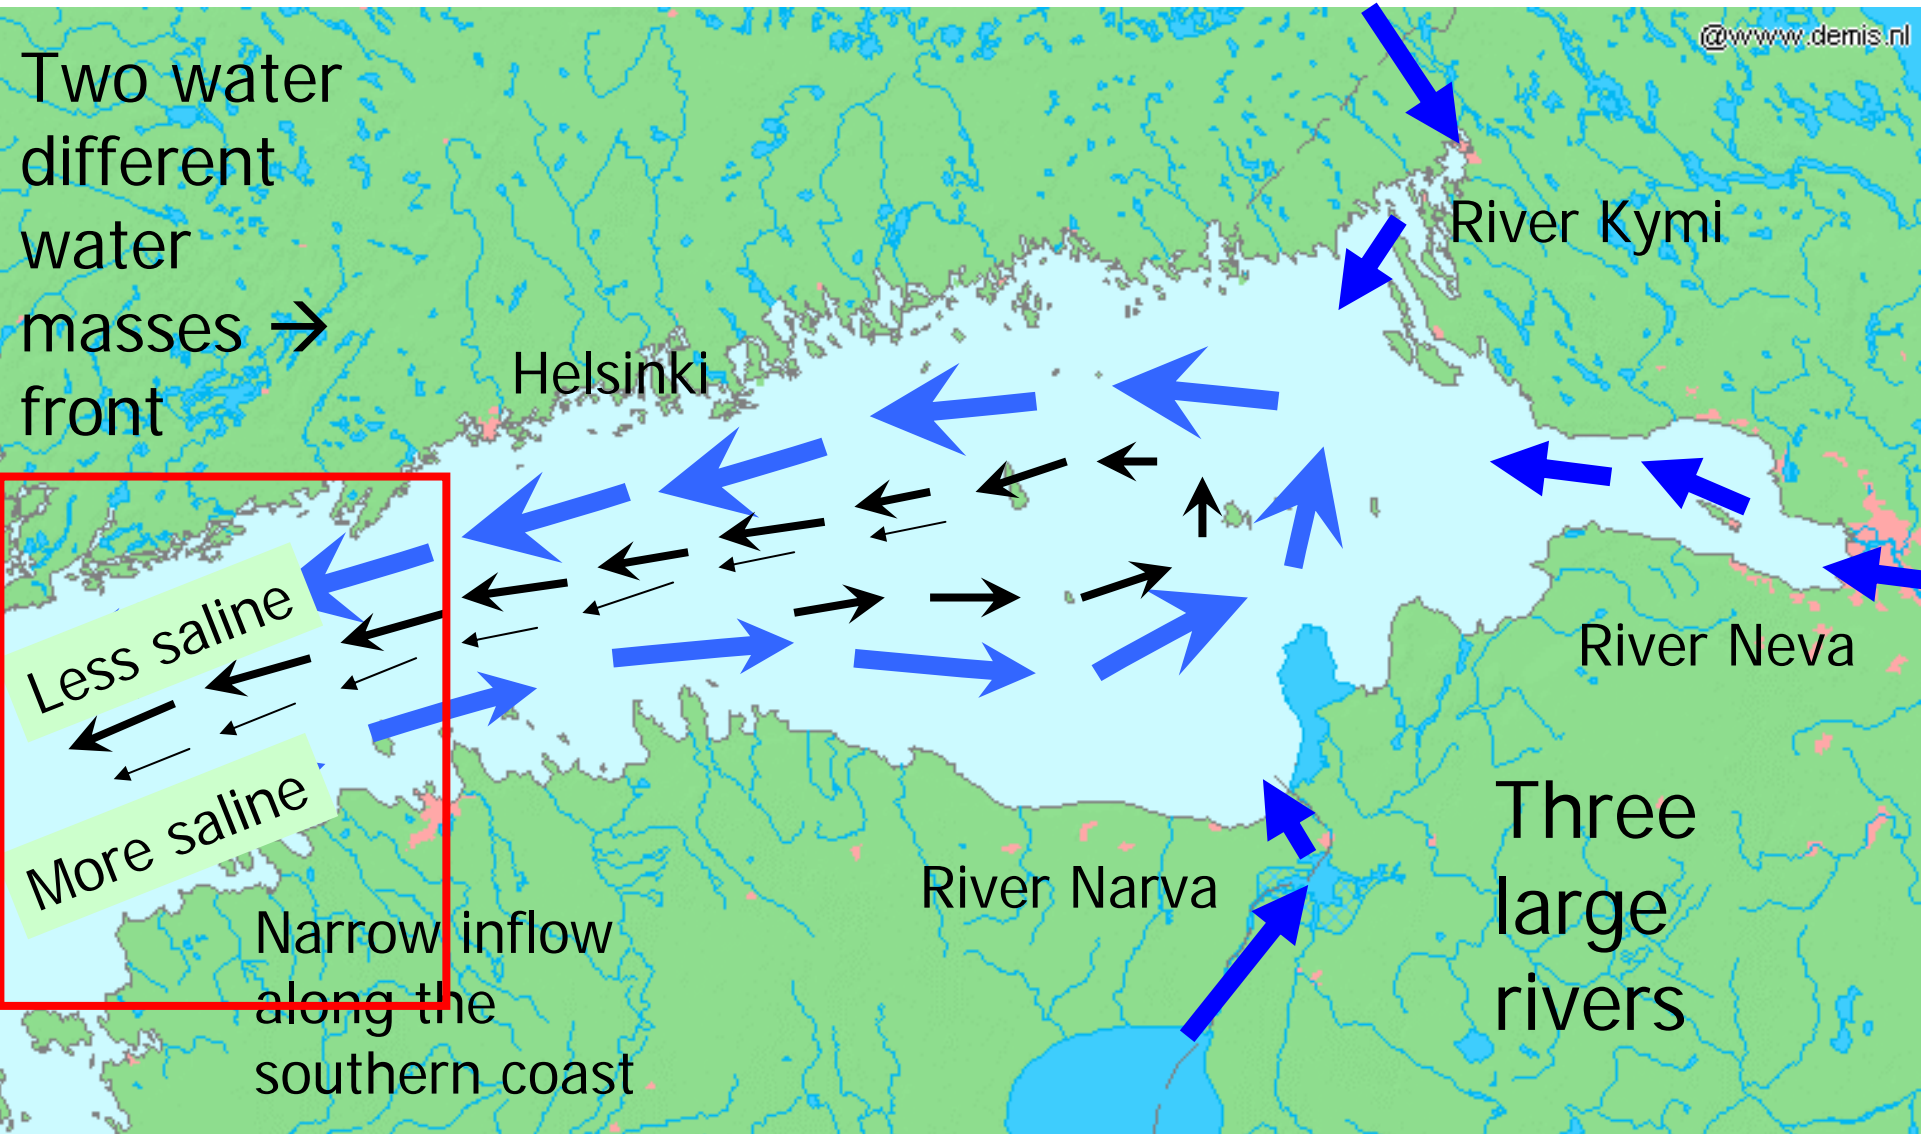 @www.demis.nl
Two water
different
water
masses →
front
River Kymi
Helsinki
Less saline
More saline
River Neva
River Narva
Three
large
rivers
Narrow inflow
along the
southern coast